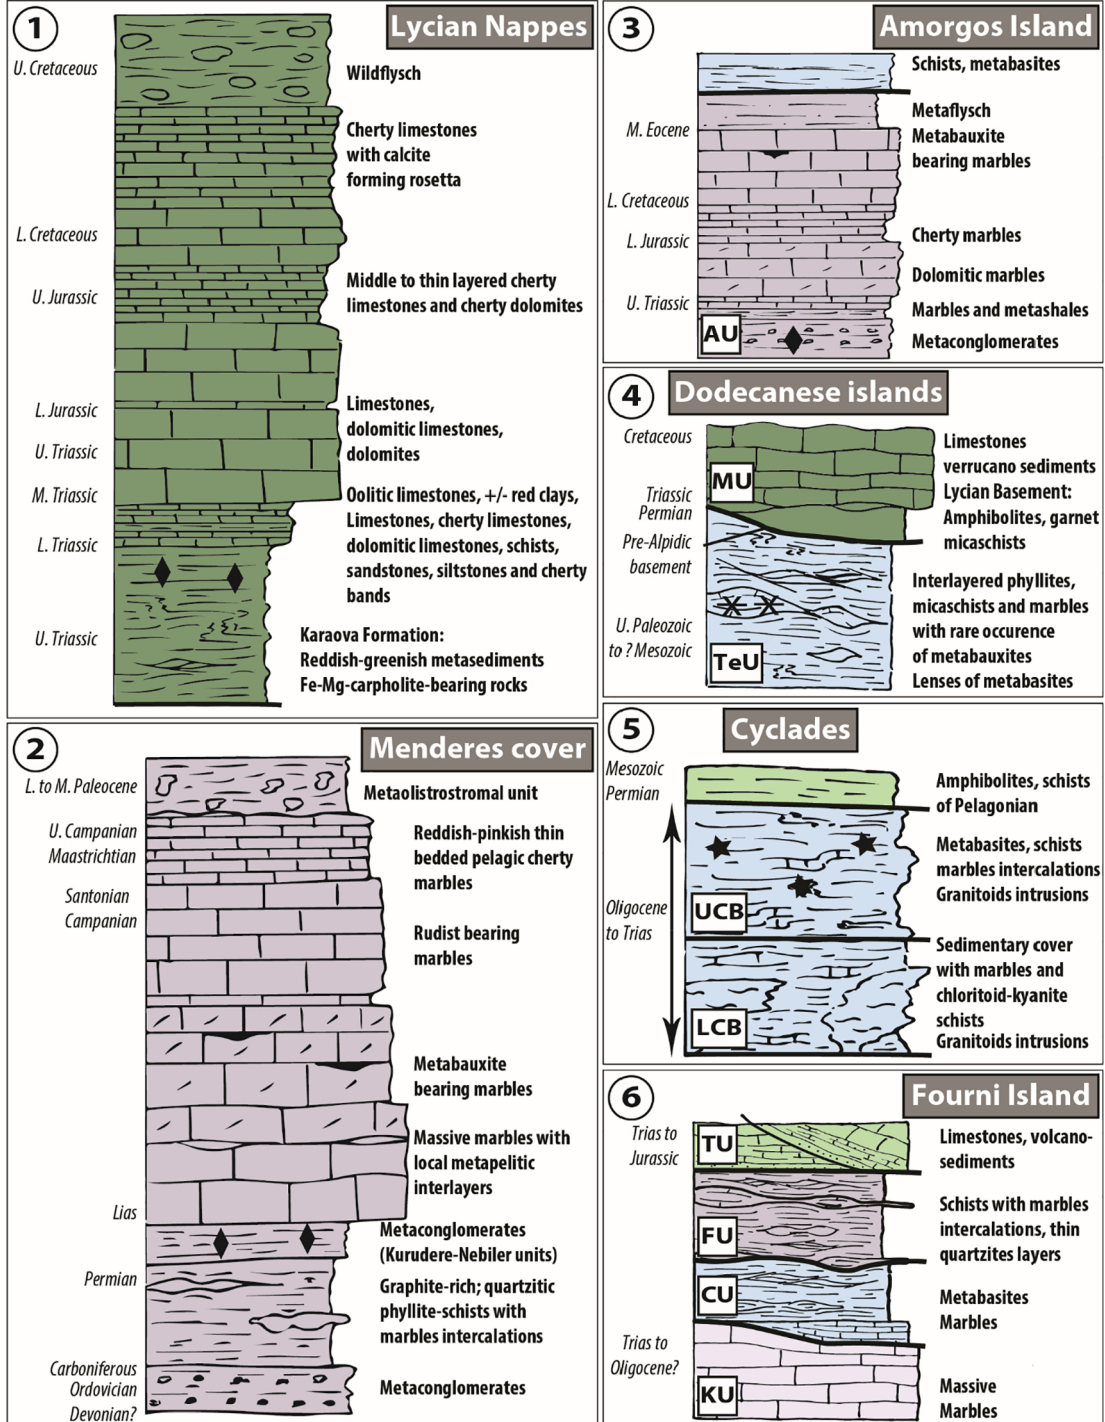 1
Lycian Nappes
U. Cretaceous
Wildflysch
Cherty limestones
with calcite
forming rosetta
L. Cretaceous
Middle to thin layered cherty
limestones and cherty dolomites
U. Jurassic
L. Jurassic
Limestones,
dolomitic limestones,
dolomites
U. Triassic
M. Triassic
Oolitic limestones, +/- red clays,
Limestones, cherty limestones,
dolomitic limestones, schists,
sandstones, siltstones and cherty
bands
L. Triassic
U. Triassic
Karaova Formation:
Reddish-greenish metasediments
Fe-Mg-carpholite-bearing rocks
2
Menderes cover
L. to M. Paleocene
Metaolistrostromal unit
U. Campanian
Maastrichtian
Reddish-pinkish thin
bedded pelagic cherty
marbles
Santonian
Campanian
Rudist bearing
marbles
Metabauxite
bearing marbles
Massive marbles with
local metapelitic
interlayers
Lias
Metaconglomerates
(Kurudere-Nebiler units)
Permian
Graphite-rich; quartzitic
phyllite-schists with
marbles intercalations
Carboniferous
Ordovician
Devonian?
Metaconglomerates
3
Amorgos Island
Schists, metabasites
Metaflysch
M. Eocene
Metabauxite
bearing marbles
L. Cretaceous
L. Jurassic
Cherty marbles
Dolomitic marbles
U. Triassic
Marbles and metashales
AU
Metaconglomerates
4
Dodecanese islands
Cretaceous
Limestones
verrucano sediments
Lycian Basement:
Amphibolites, garnet
micaschists
MU
Triassic
Permian
Pre-Alpidic
basement
Interlayered phyllites,
micaschists and marbles
with rare occurence
of metabauxites
Lenses of metabasites
U. Paleozoic
to ? Mesozoic
TeU
5
Cyclades
Mesozoic
Permian
Amphibolites, schists
of Pelagonian
Metabasites, schists
marbles intercalations
Granitoids intrusions
Oligocene
to Trias
UCB
Sedimentary cover
with marbles and
chloritoid-kyanite
schists
Granitoids intrusions
LCB
6
Fourni Island
Trias to
Jurassic
TU
Limestones, volcano-
sediments
FU
Schists with marbles
intercalations, thin
quartzites layers
CU
Metabasites
Marbles
Trias to
Oligocene?
KU
Massive
Marbles